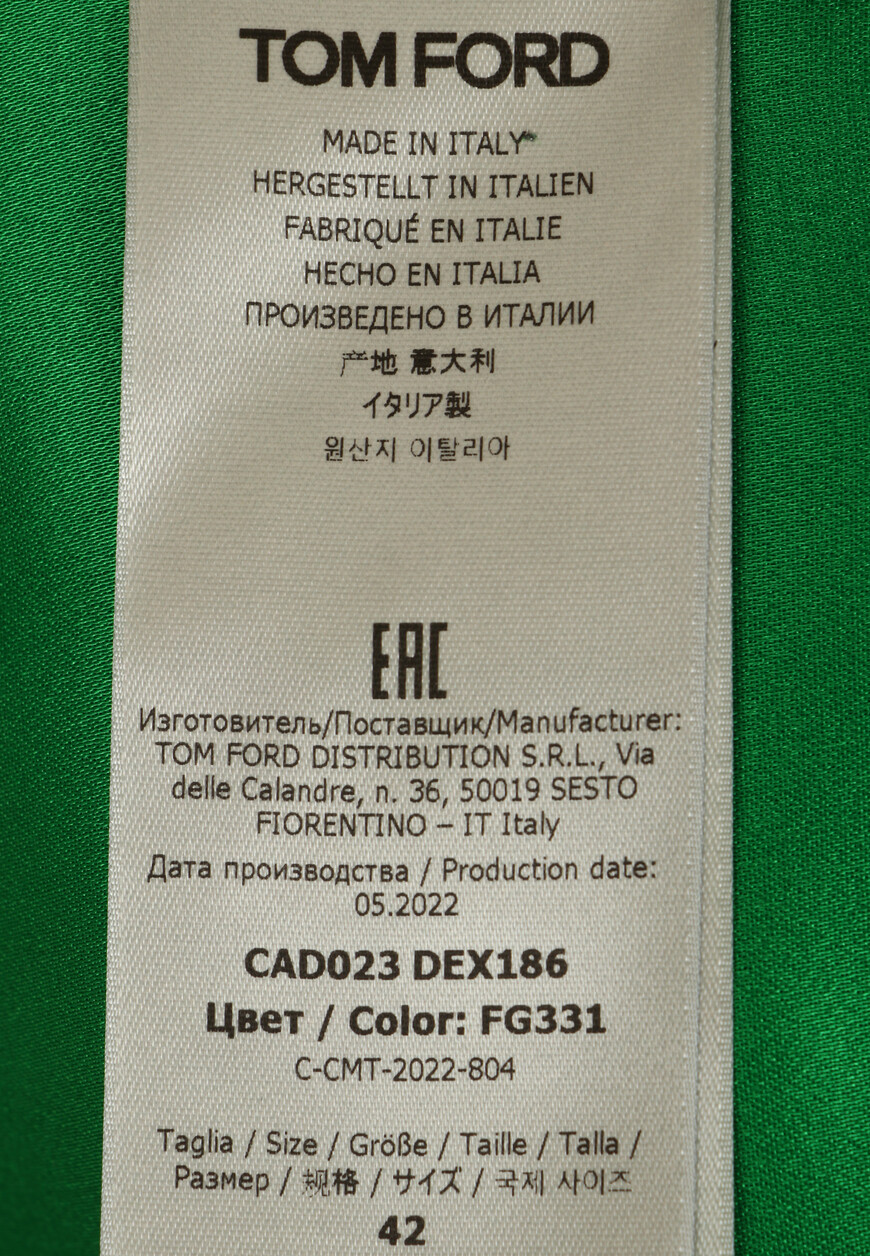 TOM FORD
MADE IN ITALY
HERGESTELLT IN ITALIEN
FABRIQUÉ EN ITALIE
HECHO EN ITALIA
ПРОИЗВЕДЕНО В ИТАЛИИ
产地 意大利
イタリア製
원산지 이탈리아
EAC
Изготовитель/Поставщик/Manufacturer:
TOM FORD DISTRIBUTION S.R.L., Via
delle Calandre, n. 36, 50019 SESTO
FIORENTINO – IT Italy
Дата производства / Production date:
05.2022
CAD023 DEX186
Цвет / Color: FG331
C-CMT-2022-804
Taglia / Size / Größe / Taille / Talla /
Размер / 规格 / サイズ / 국제 사이즈
42